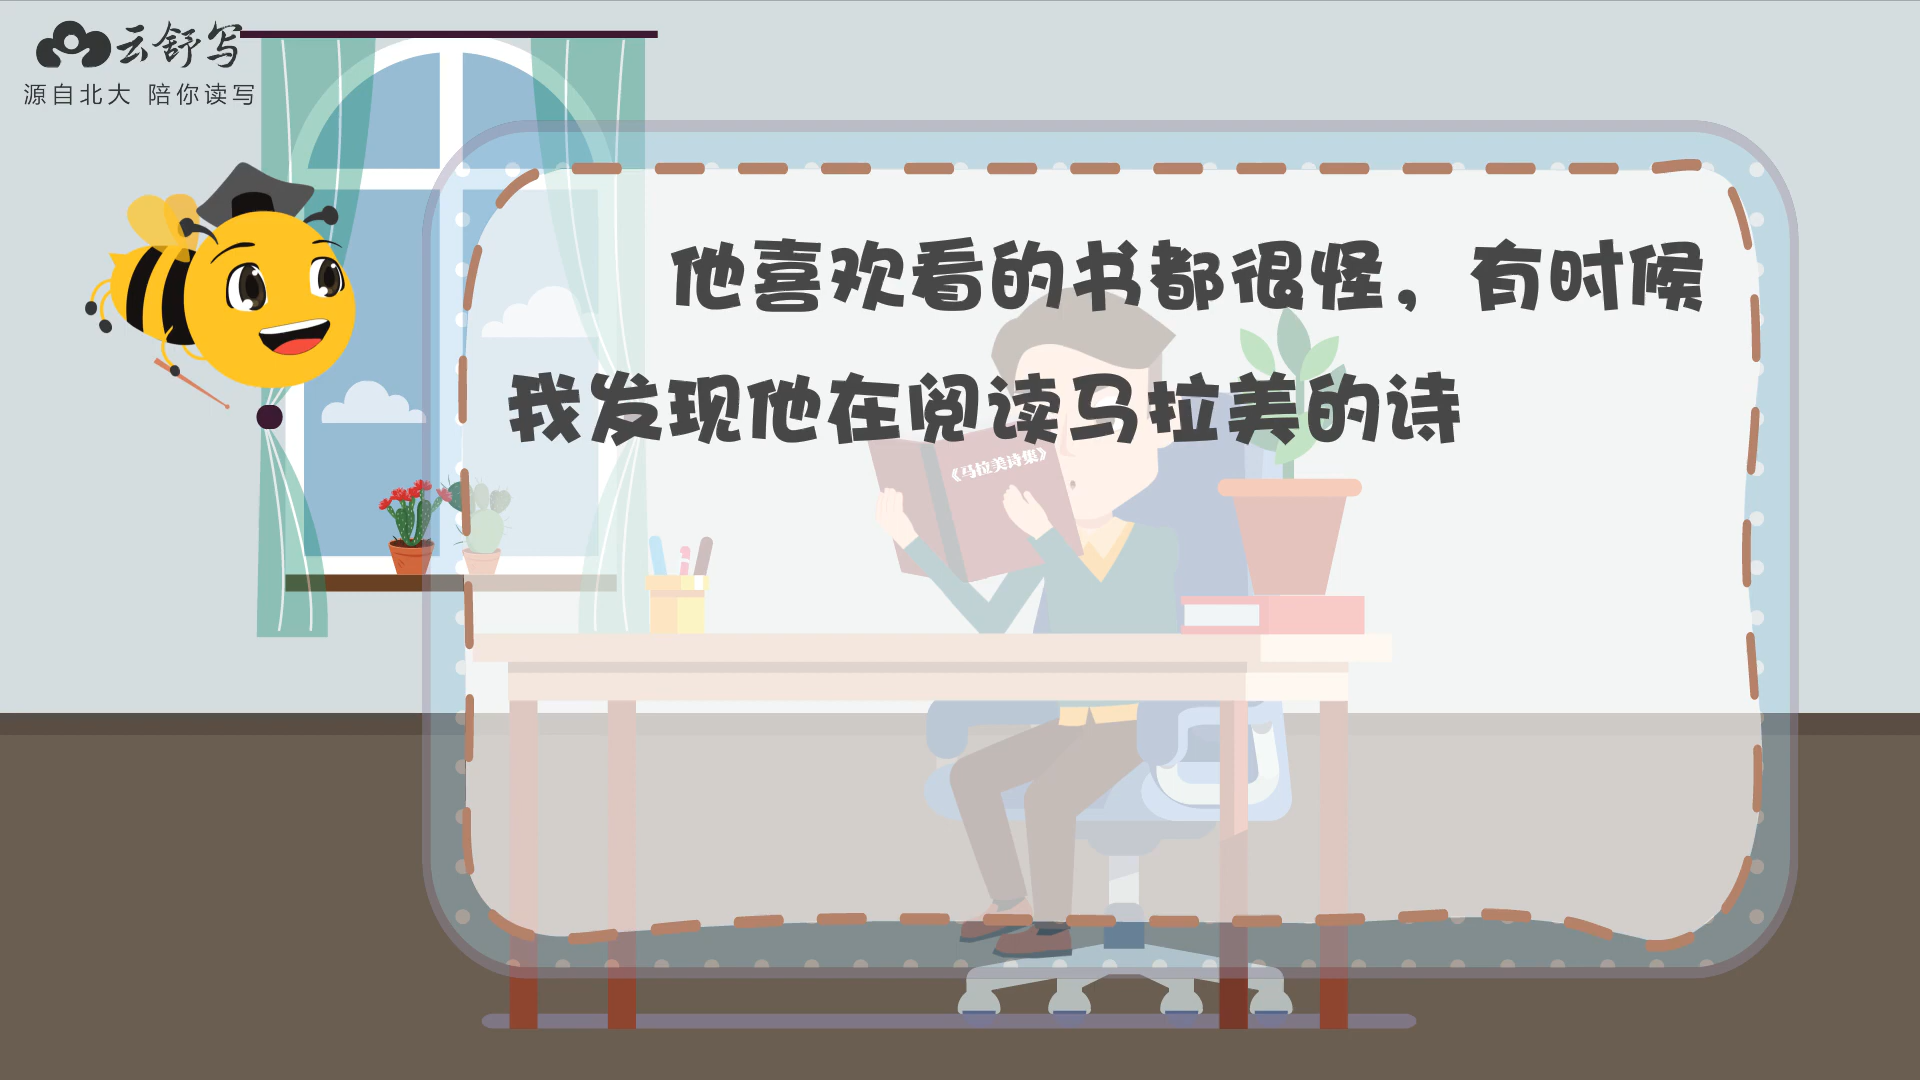 云舒写
源自北大 陪你读写
他喜欢看的书都很怪，有时候
我发现他在阅读马拉美的诗
《马拉美诗集》